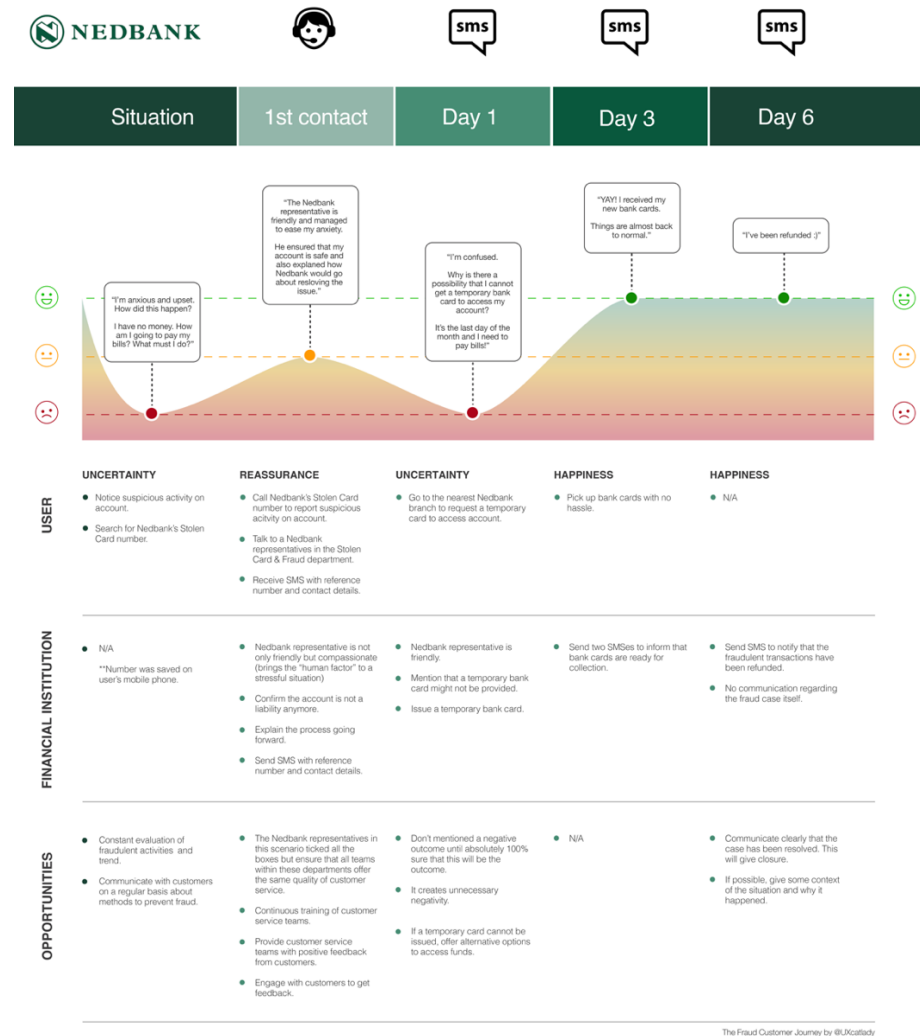 NEDBANK
sms
sms
sms
Situation
1st contact
Day 1
Day 3
Day 6
"I'm anxious and upset.
How did this happen?
I have no money. How
am I going to pay my
bills? What must I do?"
"The Nedbank
representative is
friendly and managed
to ease my anxiety.
He ensured that my
account is safe and
also explaned how
Nedbank would go
about resloving the
issue."
"I'm confused.
Why is there a
possibility that I cannot
get a temporary bank
card to access my
account?
It's the last day of the
month and I need to
pay bills!"
"YAY! I received my
new bank cards.
Things are almost back
to normal."
"I've been refunded :)"
USER
UNCERTAINTY
Notice suspicious activity on
account.
Search for Nedbank's Stolen
Card number.
REASSURANCE
Call Nedbank's Stolen Card
number to report suspicious
acitvity on account.
Talk to a Nedbank
representatives in the Stolen
Card & Fraud department.
Receive SMS with reference
number and contact details.
UNCERTAINTY
Go to the nearest Nedbank
branch to request a temporary
card to access account.
HAPPINESS
Pick up bank cards with no
hassle.
HAPPINESS
N/A
FINANCIAL INSTITUTION
N/A
**Number was saved on
user's mobile phone.
Nedbank representative is not
only friendly but compassionate
(brings the "human factor" to a
stressful situation)
Confirm the account is not a
liability anymore.
Explain the process going
forward.
Send SMS with reference
number and contact details.
Nedbank representative is
friendly.
Mention that a temporary bank
card might not be provided.
Issue a temporary bank card.
Send two SMSes to inform that
bank cards are ready for
collection.
Send SMS to notify that the
fraudulent transactions have
been refunded.
No communication regarding
the fraud case itself.
OPPORTUNITIES
Constant evaluation of
fraudulent activities and
trend.
Communicate with customers
on a regular basis about
methods to prevent fraud.
The Nedbank representatives in
this scenario ticked all the
boxes but ensure that all teams
within these departments offer
the same quality of customer
service.
Continuous training of customer
service teams.
Provide customer service
teams with positive feedback
from customers.
Engage with customers to get
feedback.
Don't mentioned a negative
outcome until absolutely 100%
sure that this will be the
outcome.
It creates unnecessary
negativity.
If a temporary card cannot be
issued, offer alternative options
to access funds.
N/A
Communicate clearly that the
case has been resolved. This
will give closure.
If possible, give some context
of the situation and why it
happened.
The Fraud Customer Journey by @UXcatlady